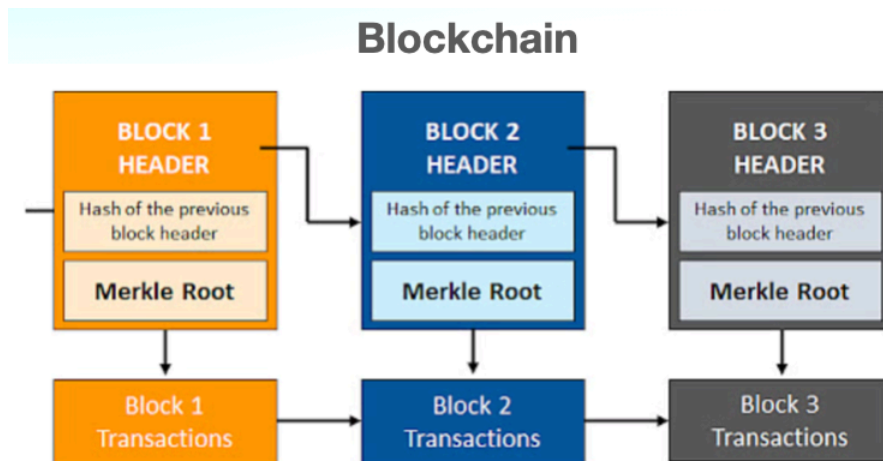 Blockchain
BLOCK 1
HEADER
Hash of the previous
block header
Merkle Root
BLOCK 2
HEADER
Hash of the previous
block header
Merkle Root
BLOCK 3
HEADER
Hash of the previous
block header
Merkle Root
Block 1
Transactions
Block 2
Transactions
Block 3
Transactions